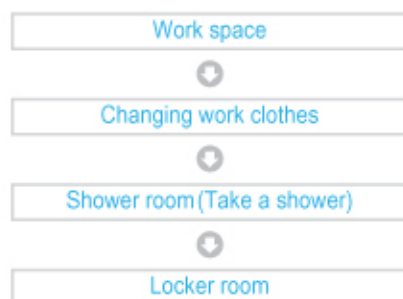 Work space
Changing work clothes
Shower room(Take a shower)
Locker room